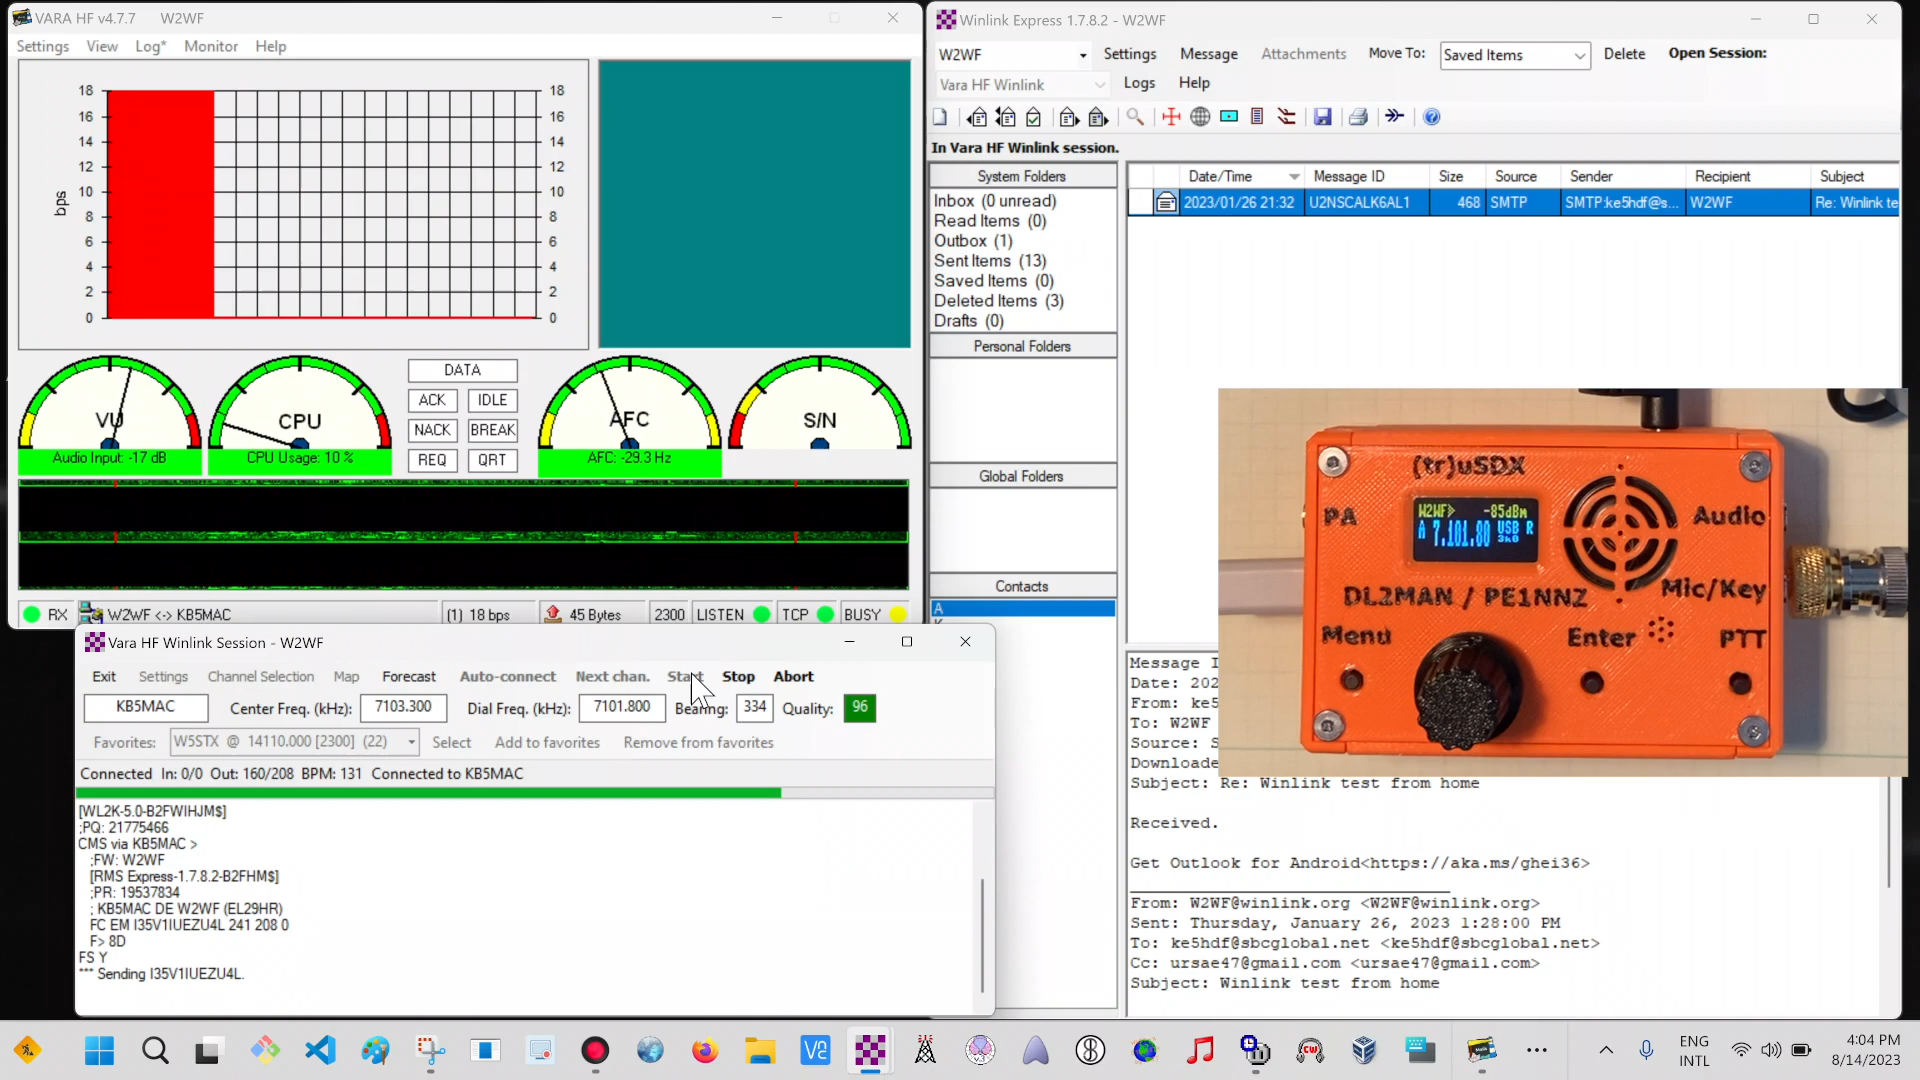 VARA HF v4.7.7 W2WF
Settings View Log* Monitor Help
18 18
16 16
14 14
12 12
bps
10 10
8 8
6 6
4 4
2 2
0 0
VU
Audio Input: -17 dB
CPU
CPU Usage: 10 %
DATA
ACK IDLE
NACK BREAK
REQ QRT
AFC
AFC: -29.3 Hz
S/N
RX W2WF <-> KB5MAC (1) 18 bps 45 Bytes 2300 LISTEN TCP BUSY
Winlink Express 1.7.8.2 - W2WF
W2WF Settings Message Attachments Move To: Saved Items Delete Open Session:
Vara HF Winlink Logs Help
In Vara HF Winlink session.
System Folders
Inbox (0 unread)
Read Items (0)
Outbox (1)
Sent Items (13)
Saved Items (0)
Deleted Items (3)
Drafts (0)
Personal Folders
Global Folders
Contacts
A
Date/Time Message ID Size Source Sender Recipient Subject
2023/01/26 21:32 U2NSCALK6AL1 468 SMTP SMTP:ke5hdf@s... W2WF Re: Winlink te
(tr)uSDX
PA
W2WF> -85dBm
A 7,101.80 USB R
3k0
Audio
DL2MAN / PE1NNZ
Mic/Key
Menu Enter PTT
Message I
Date: 202
From: ke5
To: W2WF
Source: S
Downloade
Subject: Re: Winlink test from home
Received.
Get Outlook for Android<https://aka.ms/ghei36>
From: W2WF@winlink.org <W2WF@winlink.org>
Sent: Thursday, January 26, 2023 1:28:00 PM
To: ke5hdf@sbcglobal.net <ke5hdf@sbcglobal.net>
Cc: ursae47@gmail.com <ursae47@gmail.com>
Subject: Winlink test from home
Vara HF Winlink Session - W2WF
Exit Settings Channel Selection Map Forecast Auto-connect Next chan. Start Stop Abort
KB5MAC Center Freq. (kHz): 7103.300 Dial Freq. (kHz): 7101.800 Bearing: 334 Quality: 96
Favorites: W5STX @ 14110.000 [2300] (22) Select Add to favorites Remove from favorites
Connected In: 0/0 Out: 160/208 BPM: 131 Connected to KB5MAC
[WL2K-5.0-B2FWIHJM$]
;PQ: 21775466
CMS via KB5MAC >
;FW: W2WF
[RMS Express-1.7.8.2-B2FHM$]
;PR: 19537834
; KB5MAC DE W2WF (EL29HR)
FC EM I35V1IUEZU4L 241 208 0
F> 8D
FS Y
*** Sending I35V1IUEZU4L.
ENG
INTL
4:04 PM
8/14/2023